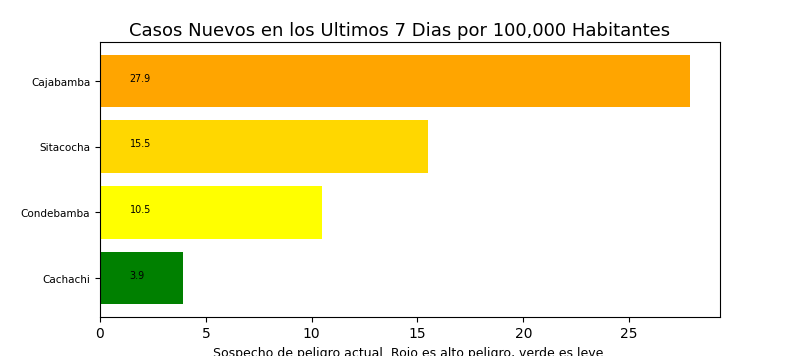 Casos Nuevos en los Ultimos 7 Dias por 100,000 Habitantes
Cajabamba
27.9
Sitacocha
15.5
Condebamba
10.5
Cachachi
3.9
0 5 10 15 20 25
Sospecho de peligro actual. Rojo es alto peligro, verde es leve